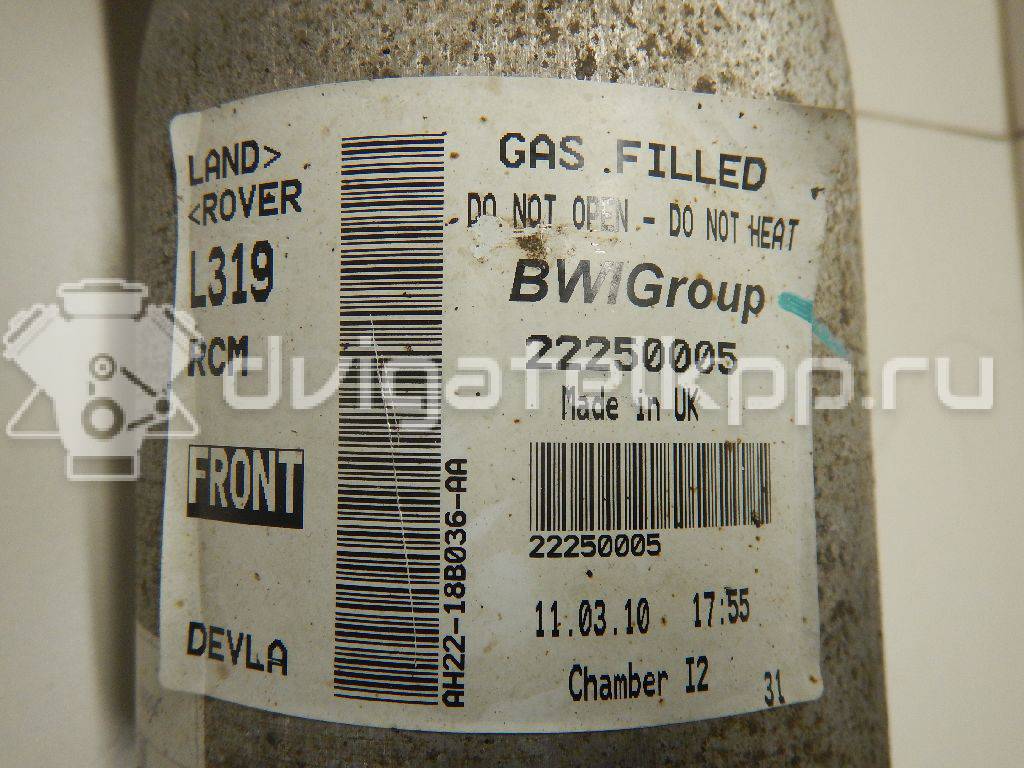 LAND>
<ROVER
L319
RCM
FRONT
DEVLA
AH22-18B036-AA
GAS FILLED
DO NOT OPEN - DO NOT HEAT
BWIGroup
22250005
Made in UK
22250005
11.03.10 17:55
Chamber I2
31
dvigatelkpp.ru